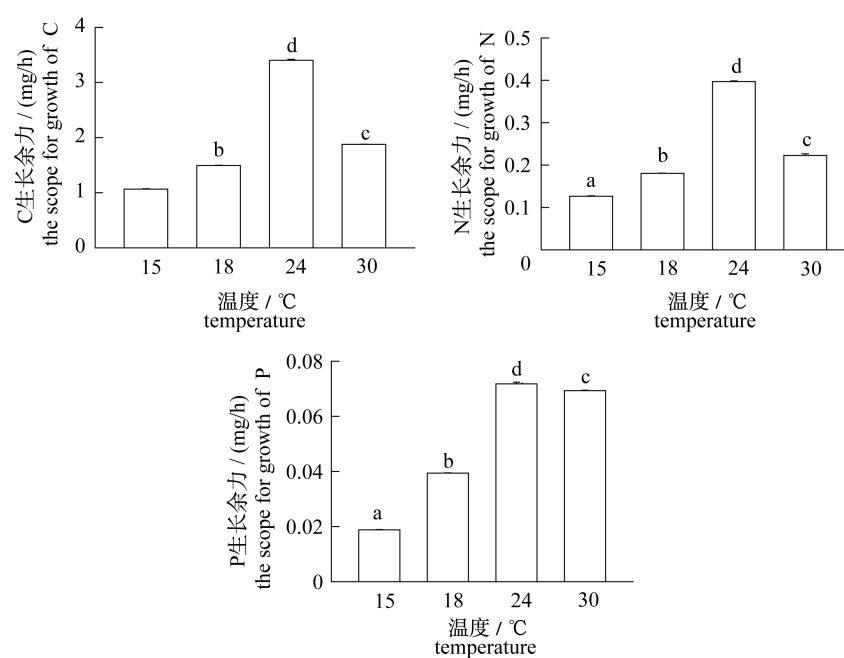 C生长余力 / (mg/h)
the scope for growth of C
4
3
2
1
0
b
d
c
15 18 24 30
温度 / ℃
temperature
N生长余力 / (mg/h)
the scope for growth of N
0.5
0.4
0.3
0.2
0.1
0
a
b
d
c
15 18 24 30
温度 / ℃
temperature
P生长余力 / (mg/h)
the scope for growth of P
0.08
0.06
0.04
0.02
0
a
b
d
c
15 18 24 30
温度 / ℃
temperature